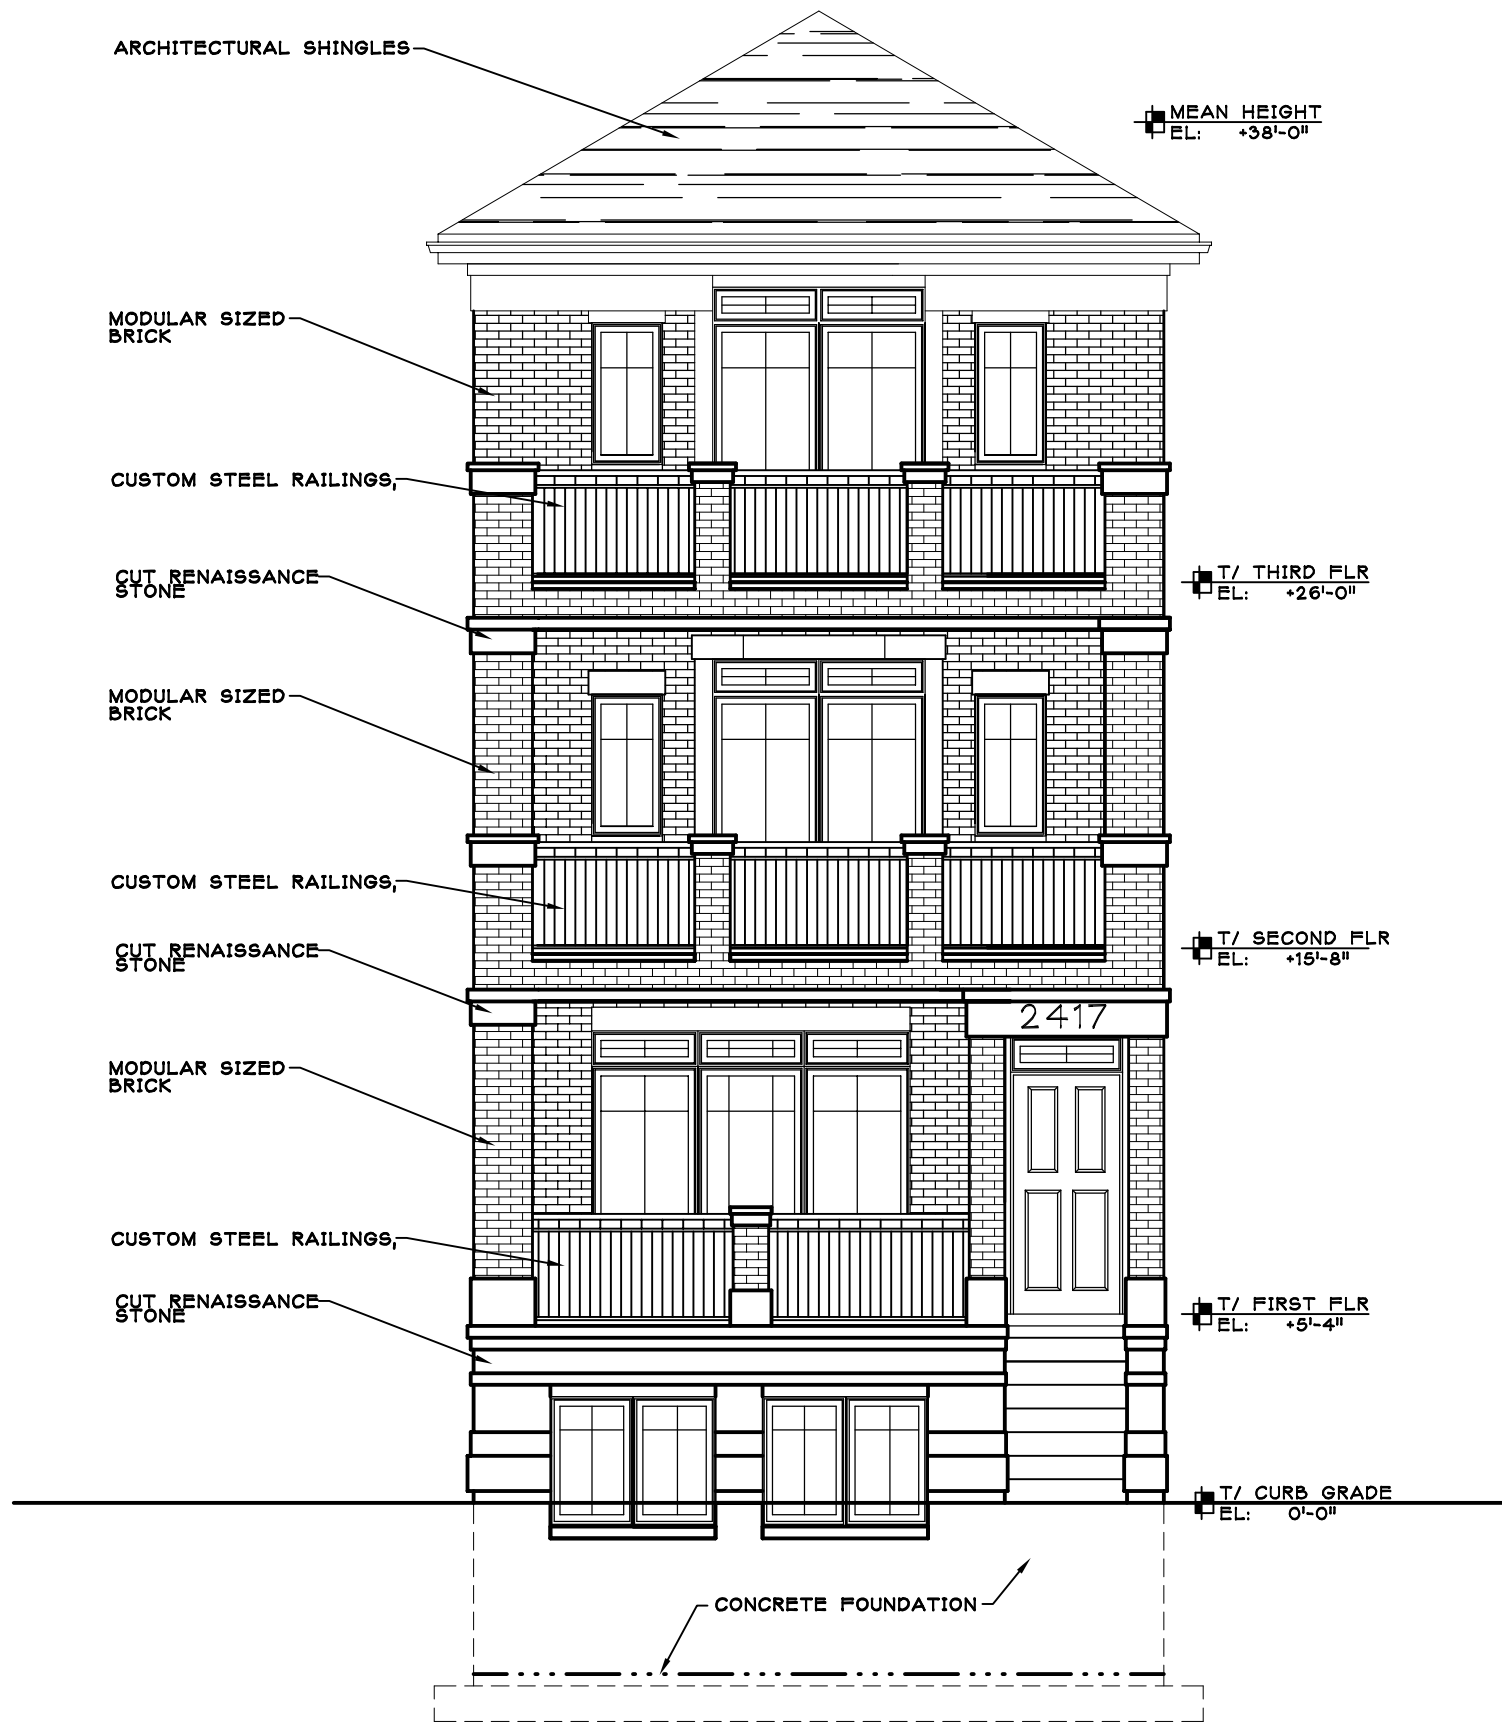 ARCHITECTURAL SHINGLES
MEAN HEIGHT
EL: +38'-0"
MODULAR SIZED
BRICK
CUSTOM STEEL RAILINGS,
CUT RENAISSANCE
STONE
T/ THIRD FLR
EL: +26'-0"
MODULAR SIZED
BRICK
CUSTOM STEEL RAILINGS,
CUT RENAISSANCE
STONE
T/ SECOND FLR
EL: +15'-8"
2417
MODULAR SIZED
BRICK
CUSTOM STEEL RAILINGS,
CUT RENAISSANCE
STONE
T/ FIRST FLR
EL: +5'-4"
T/ CURB GRADE
EL: 0'-0"
CONCRETE FOUNDATION